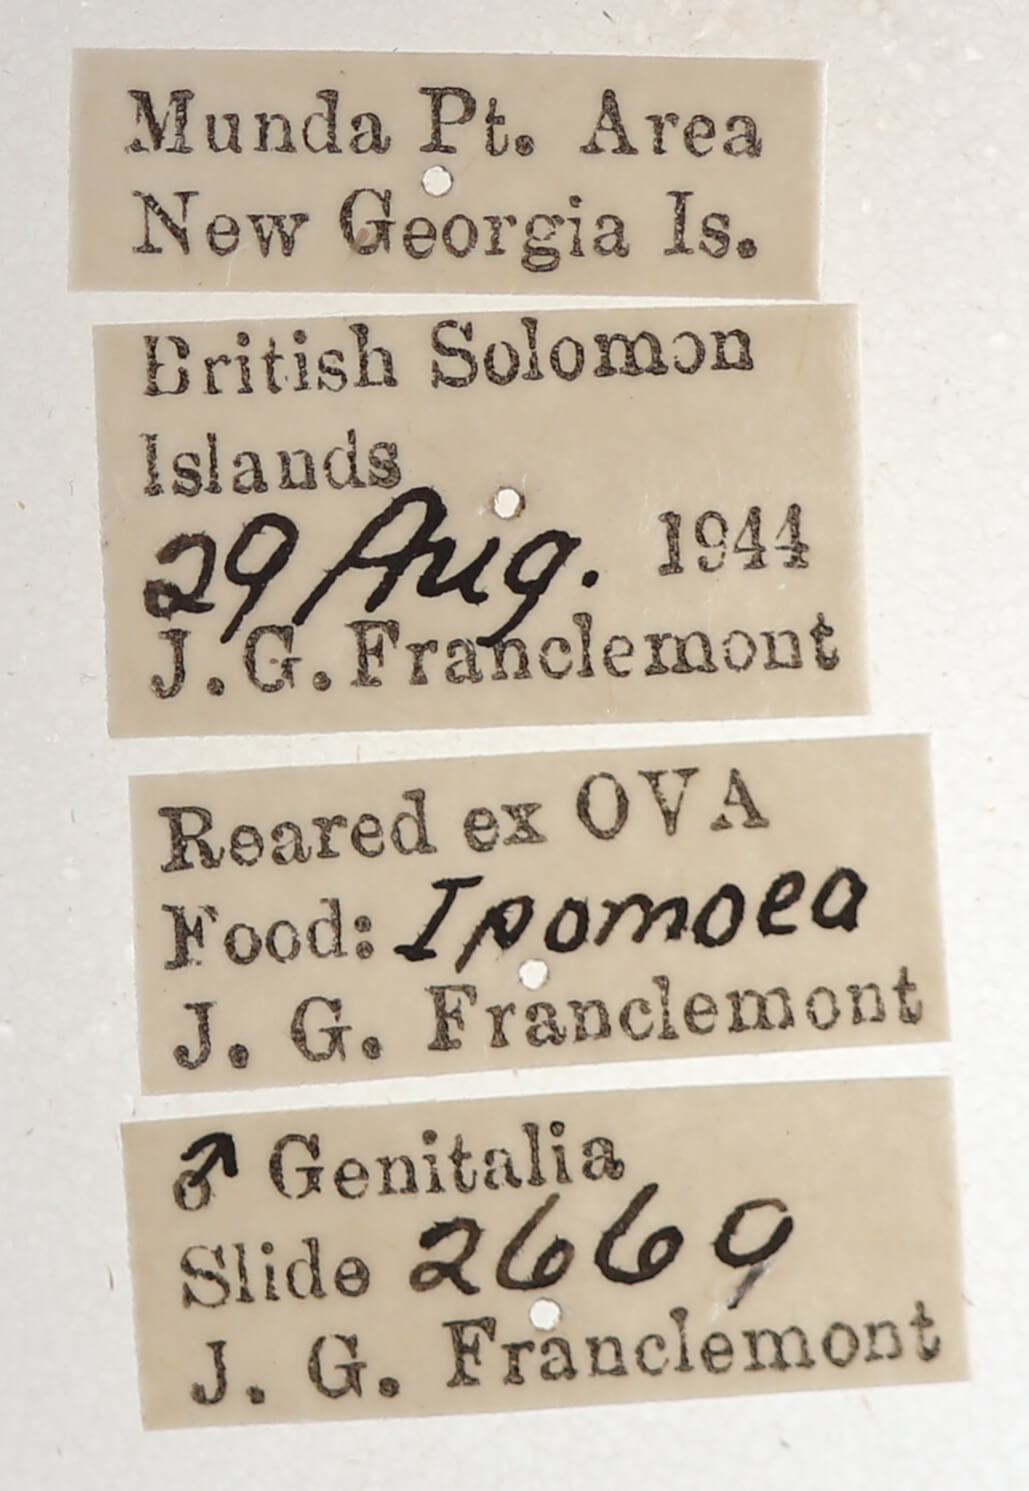 Munda Pt. Area
New Georgia Is.
British Solomon
Islands
29 Aug. 1944
J.G.Franclemont
Reared ex OVA
Food: Ipomoea
J. G. Franclemont
♂ Genitalia
Slide 2669
J. G. Franclemont